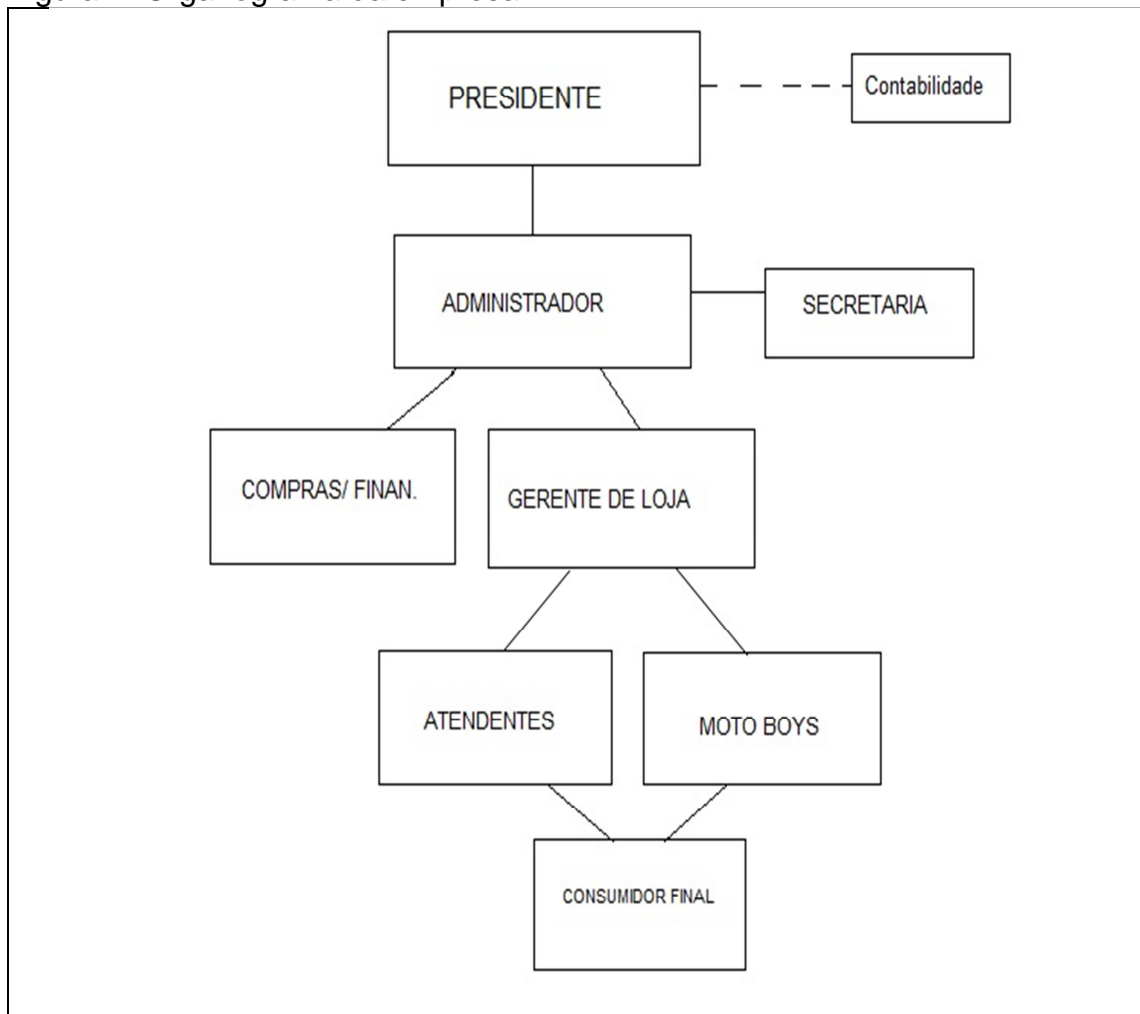 PRESIDENTE
Contabilidade
ADMINISTRADOR
SECRETARIA
COMPRAS/ FINAN.
GERENTE DE LOJA
ATENDENTES
MOTO BOYS
CONSUMIDOR FINAL